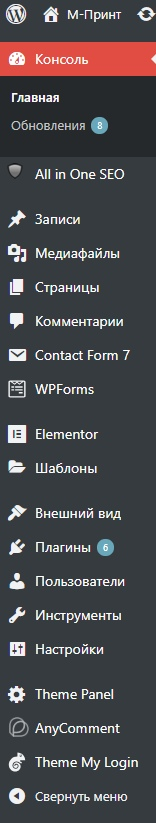 М-Принт
Консоль
Главная
Обновления 8
All in One SEO
Записи
Медиафайлы
Страницы
Комментарии
Contact Form 7
WPForms
Elementor
Шаблоны
Внешний вид
Плагины 6
Пользователи
Инструменты
Настройки
Theme Panel
AnyComment
Theme My Login
Свернуть меню